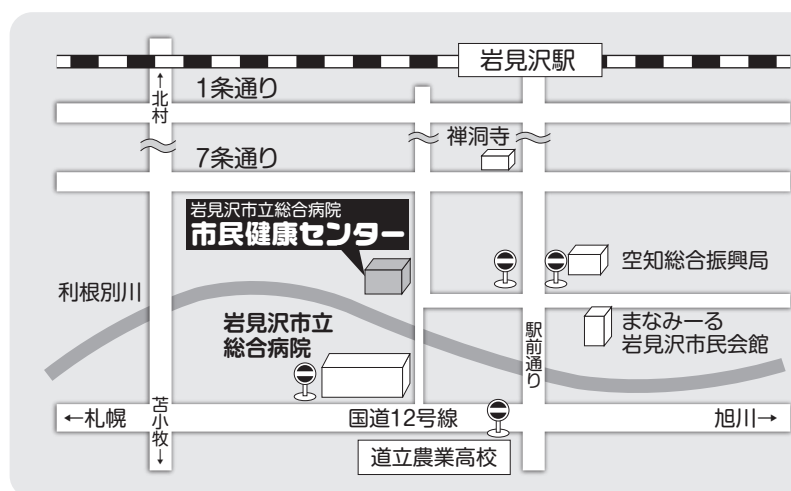 岩見沢駅
↑北村
1条通り
禅洞寺
7条通り
岩見沢市立総合病院
市民健康センター
空知総合振興局
利根別川
岩見沢市立
総合病院
まなみーる
岩見沢市民会館
駅前通り
←札幌
苫小牧↓
国道12号線
旭川→
道立農業高校